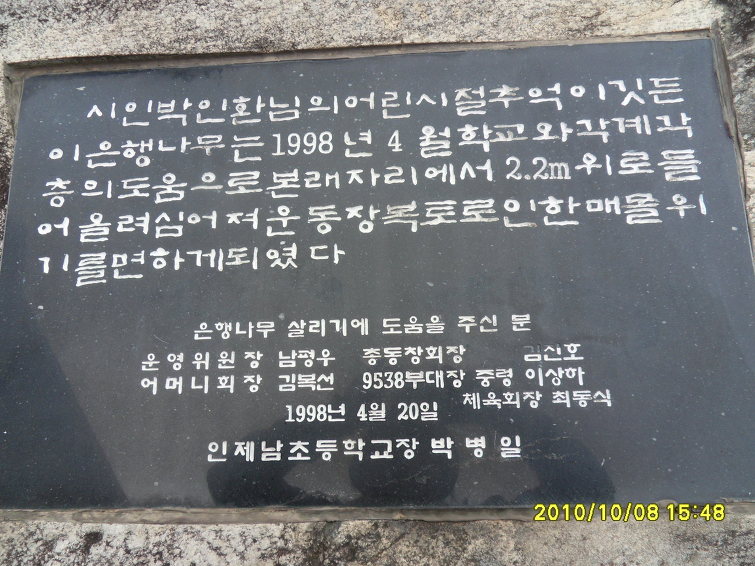 시인박인환님의어린시절추억이깃든
이은행나무는1998년 4 월학교와각계각
층의도움으로본래자리에서 2.2m위로들
어올려심어져운동장복토로인한매몰위
기를면하게되였다
은행나무 살리기에 도움을 주신 분
운영위원장 남평우 총동창회장 김진호
어머니회장 김복선 9538부대장 중령 이상하
체육회장 최동식
1998년 4월 20일
인제남초등학교장 박병일
2010/10/08 15:48